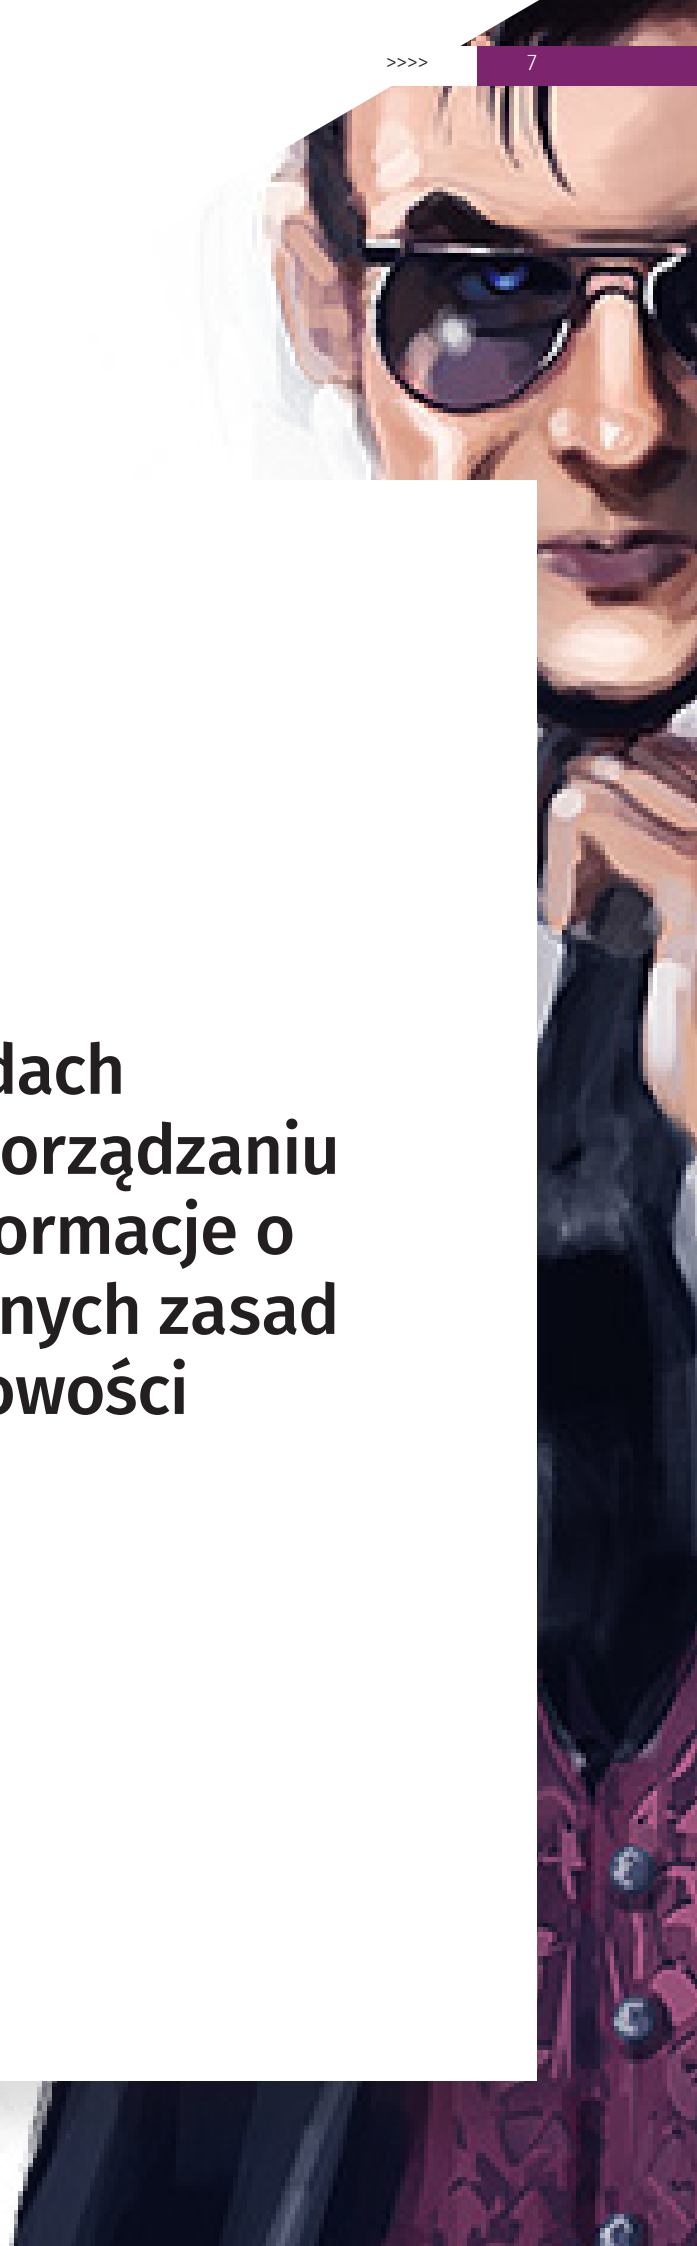 >>>> 7
dach
orządzaniu
ormacje o
nych zasad
owości